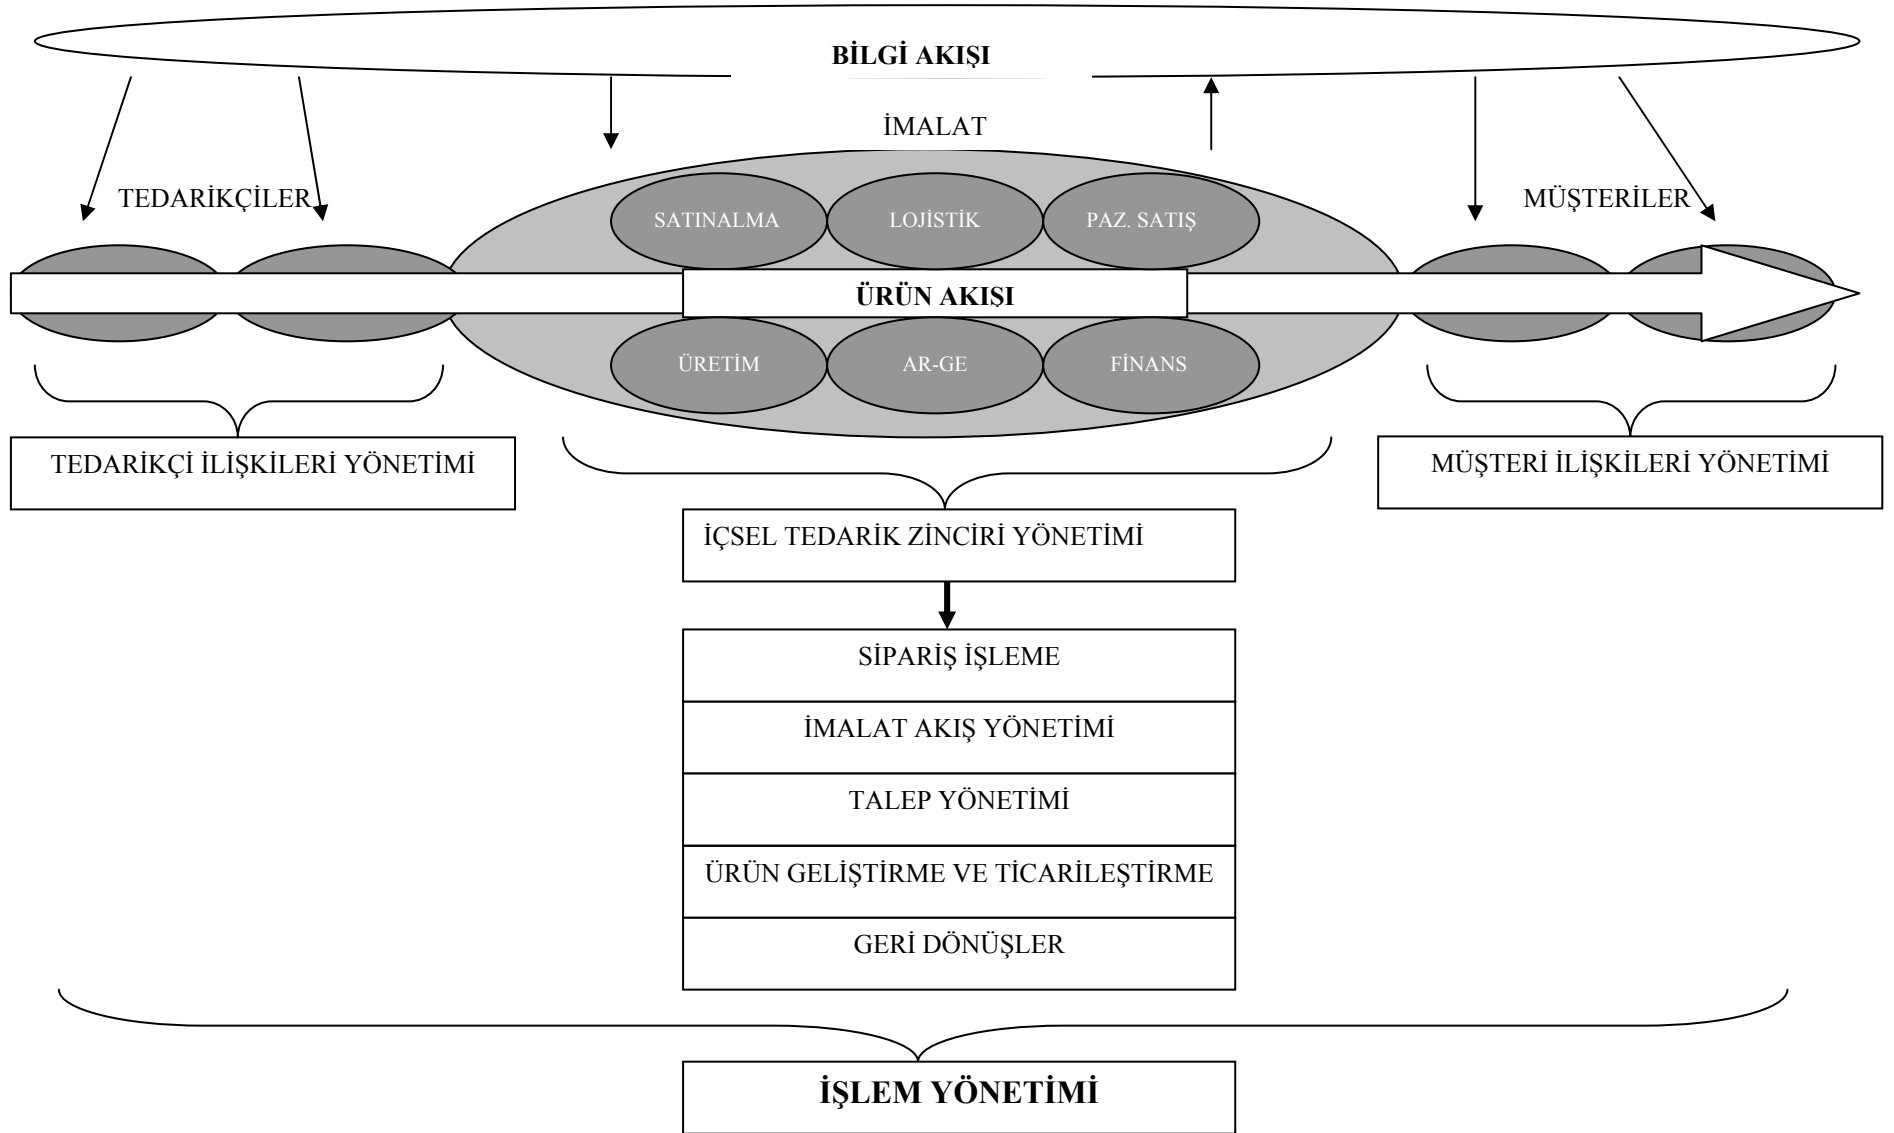 BİLGİ AKIŞI
İMALAT
TEDARİKÇİLER
MÜŞTERİLER
SATINALMA
LOJİSTİK
PAZ. SATIŞ
ÜRÜN AKIŞI
ÜRETİM
AR-GE
FİNANS
TEDARİKÇİ İLİŞKİLERİ YÖNETİMİ
MÜŞTERİ İLİŞKİLERİ YÖNETİMİ
İÇSEL TEDARİK ZİNCİRİ YÖNETİMİ
SİPARİŞ İŞLEME
İMALAT AKIŞ YÖNETİMİ
TALEP YÖNETİMİ
ÜRÜN GELİŞTİRME VE TİCARİLEŞTİRME
GERİ DÖNÜŞLER
İŞLEM YÖNETİMİ